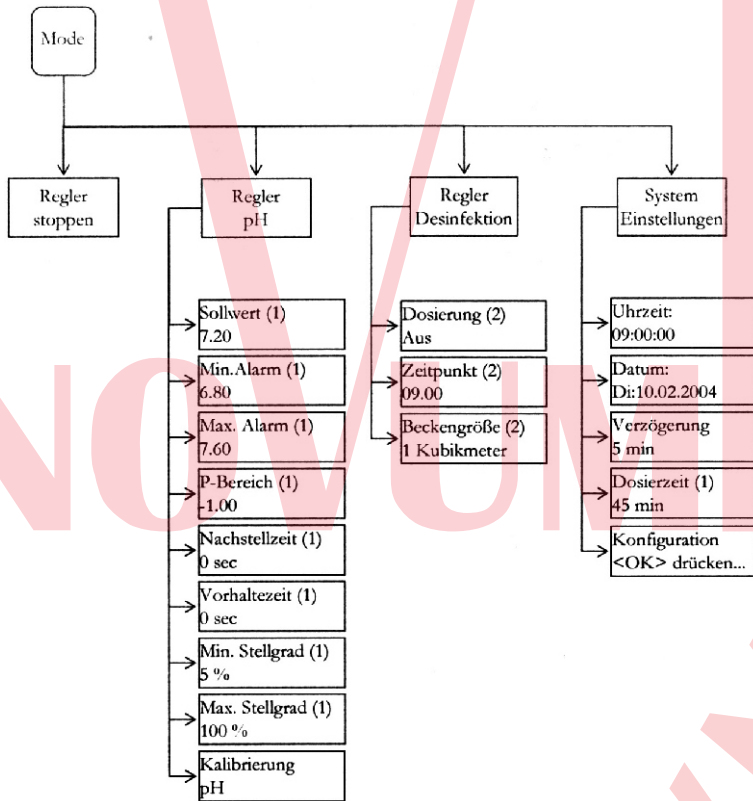 Mode
Regler
stoppen
Regler
pH
Regler
Desinfektion
System
Einstellungen
Sollwert (1)
7.20
Min.Alarm (1)
6.80
Max. Alarm (1)
7.60
P-Bereich (1)
-1.00
Nachstellzeit (1)
0 sec
Vorhaltezeit (1)
0 sec
Min. Stellgrad (1)
5 %
Max. Stellgrad (1)
100 %
Kalibrierung
pH
Dosierung (2)
Aus
Zeitpunkt (2)
09.00
Beckengröße (2)
1 Kubikmeter
Uhrzeit:
09:00:00
Datum:
Di:10.02.2004
Verzögerung
5 min
Dosierzeit (1)
45 min
Konfiguration
<OK> drücken...
NOVUM